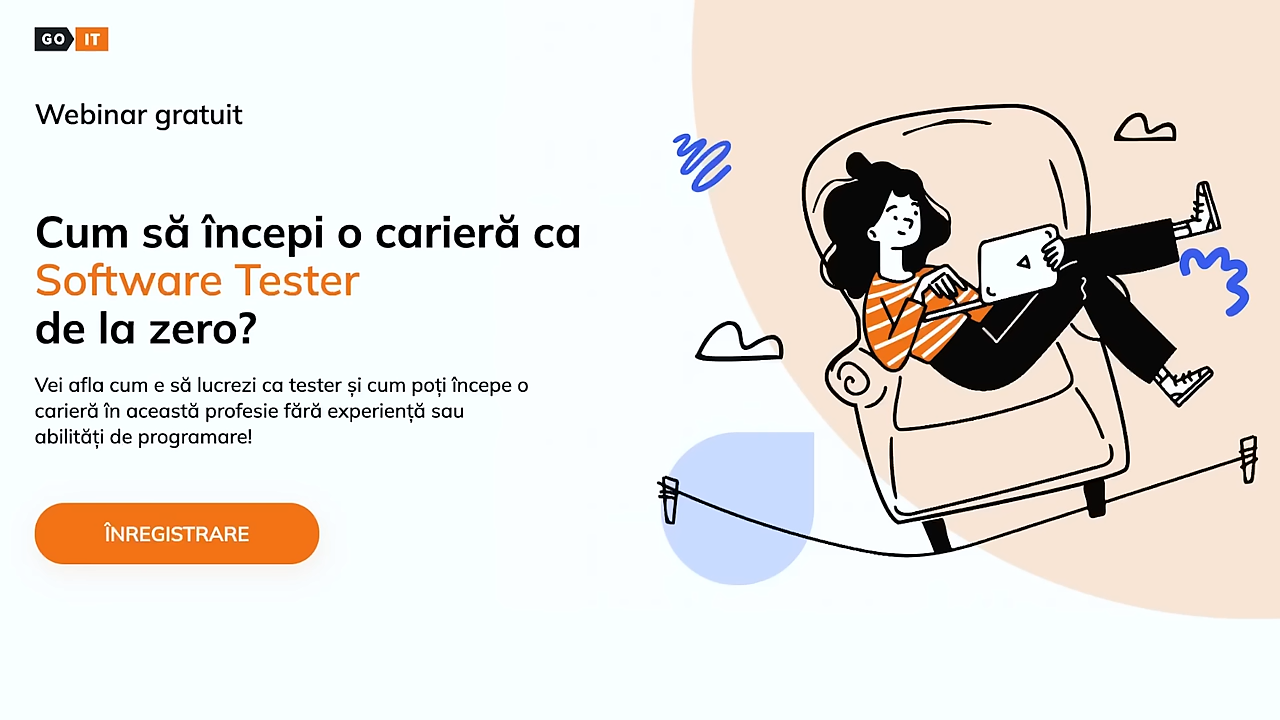 GO IT
Webinar gratuit
Cum să începi o carieră ca
Software Tester
de la zero?
Vei afla cum e să lucrezi ca tester și cum poți începe o
carieră în această profesie fără experiență sau
abilități de programare!
ÎNREGISTRARE